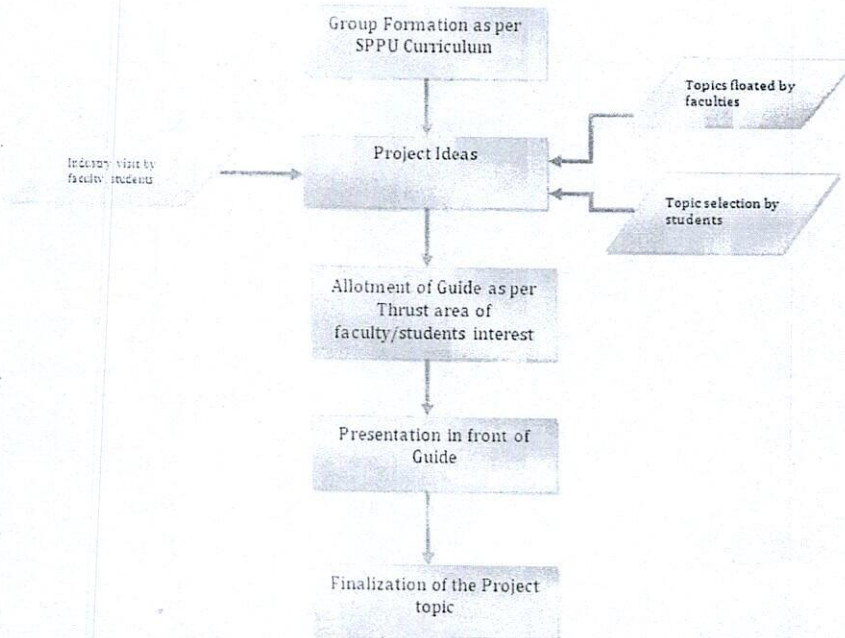 Group Formation as per
SPPU Curriculum
Topics floated by
faculties
Project Ideas
Industry visit by
faculty, students
Topic selection by
students
Allotment of Guide as per
Thrust area of
faculty/students interest
Presentation in front of
Guide
Finalization of the Project
topic